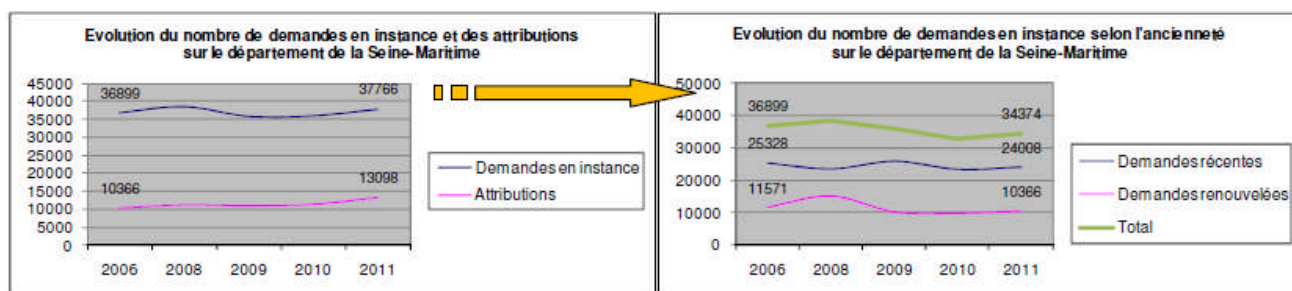 Evolution du nombre de demandes en instance et des attributions
sur le département de la Seine-Maritime
45000
40000
35000
30000
25000
20000
15000
10000
5000
0
36899
37766
10366
13098
2006 2008 2009 2010 2011
Demandes en instance
Attributions
Evolution du nombre de demandes en instance selon l'ancienneté
sur le département de la Seine-Maritime
50000
40000
30000
20000
10000
0
36899
34374
25328
24008
11571
10366
2006 2008 2009 2010 2011
Demandes récentes
Demandes renouvelées
Total